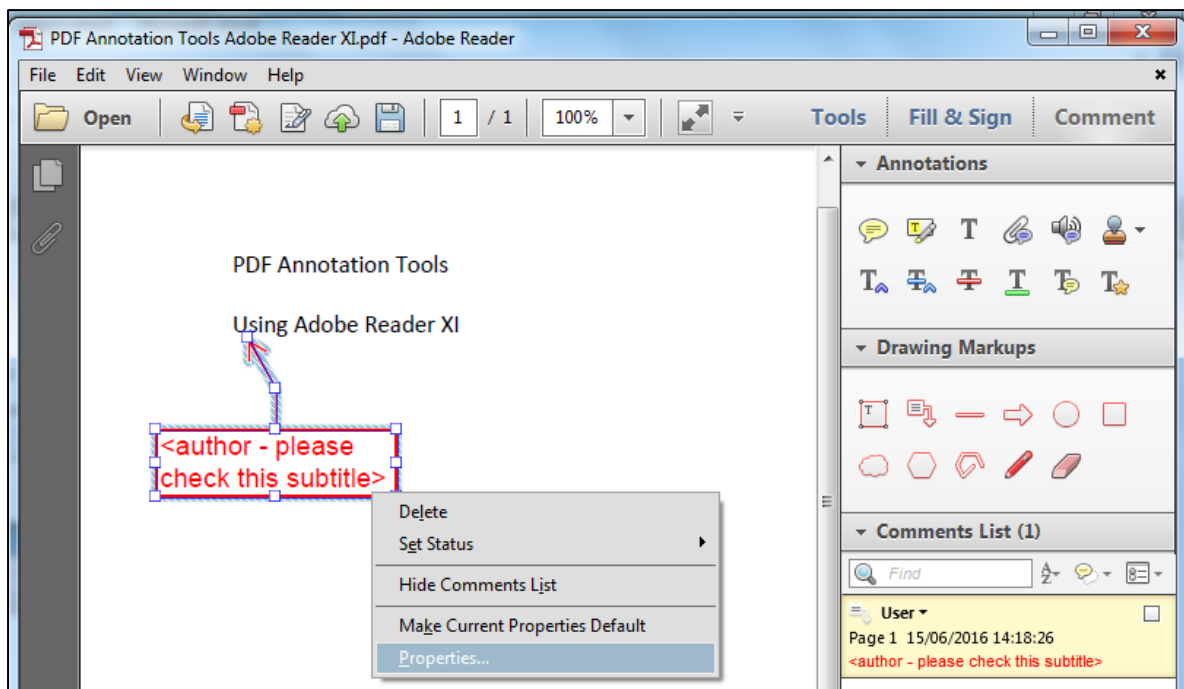 PDF Annotation Tools Adobe Reader XI.pdf - Adobe Reader
File Edit View Window Help
Open 1 / 1 100% Tools Fill & Sign Comment
Annotations
T
T T T T T T
PDF Annotation Tools
Using Adobe Reader XI
<author - please
check this subtitle>
Delete
Set Status
Hide Comments List
Make Current Properties Default
Properties...
Drawing Markups
T
Comments List (1)
Find
User
Page 1 15/06/2016 14:18:26
<author - please check this subtitle>